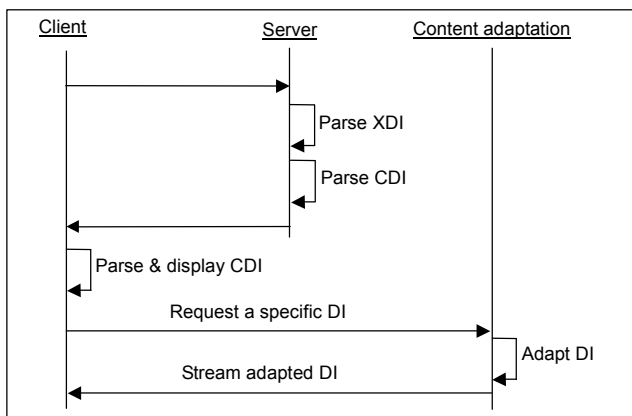 Client
Server
Content adaptation
Parse XDI
Parse CDI
Parse & display CDI
Request a specific DI
Adapt DI
Stream adapted DI